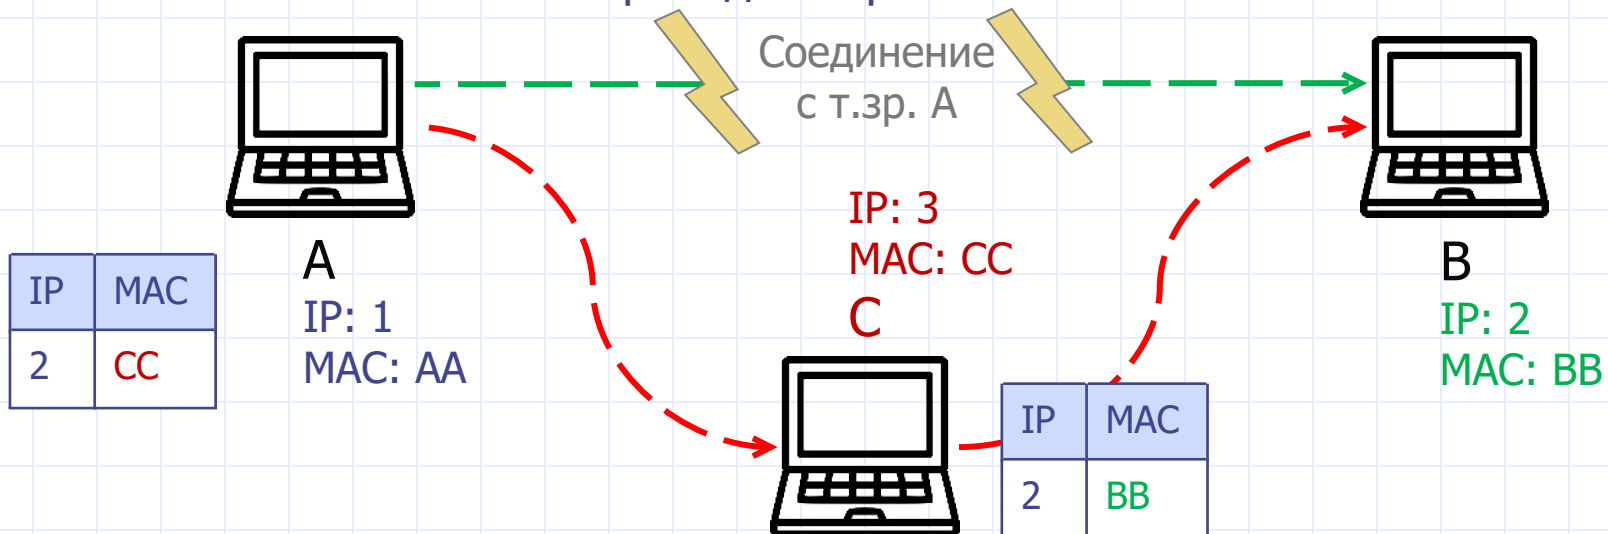 Соединение
с т.зр. А
IP: 3
MAC: CC
C
A
IP: 1
MAC: AA
IP MAC
2 CC
B
IP: 2
MAC: BB
IP MAC
2 BB